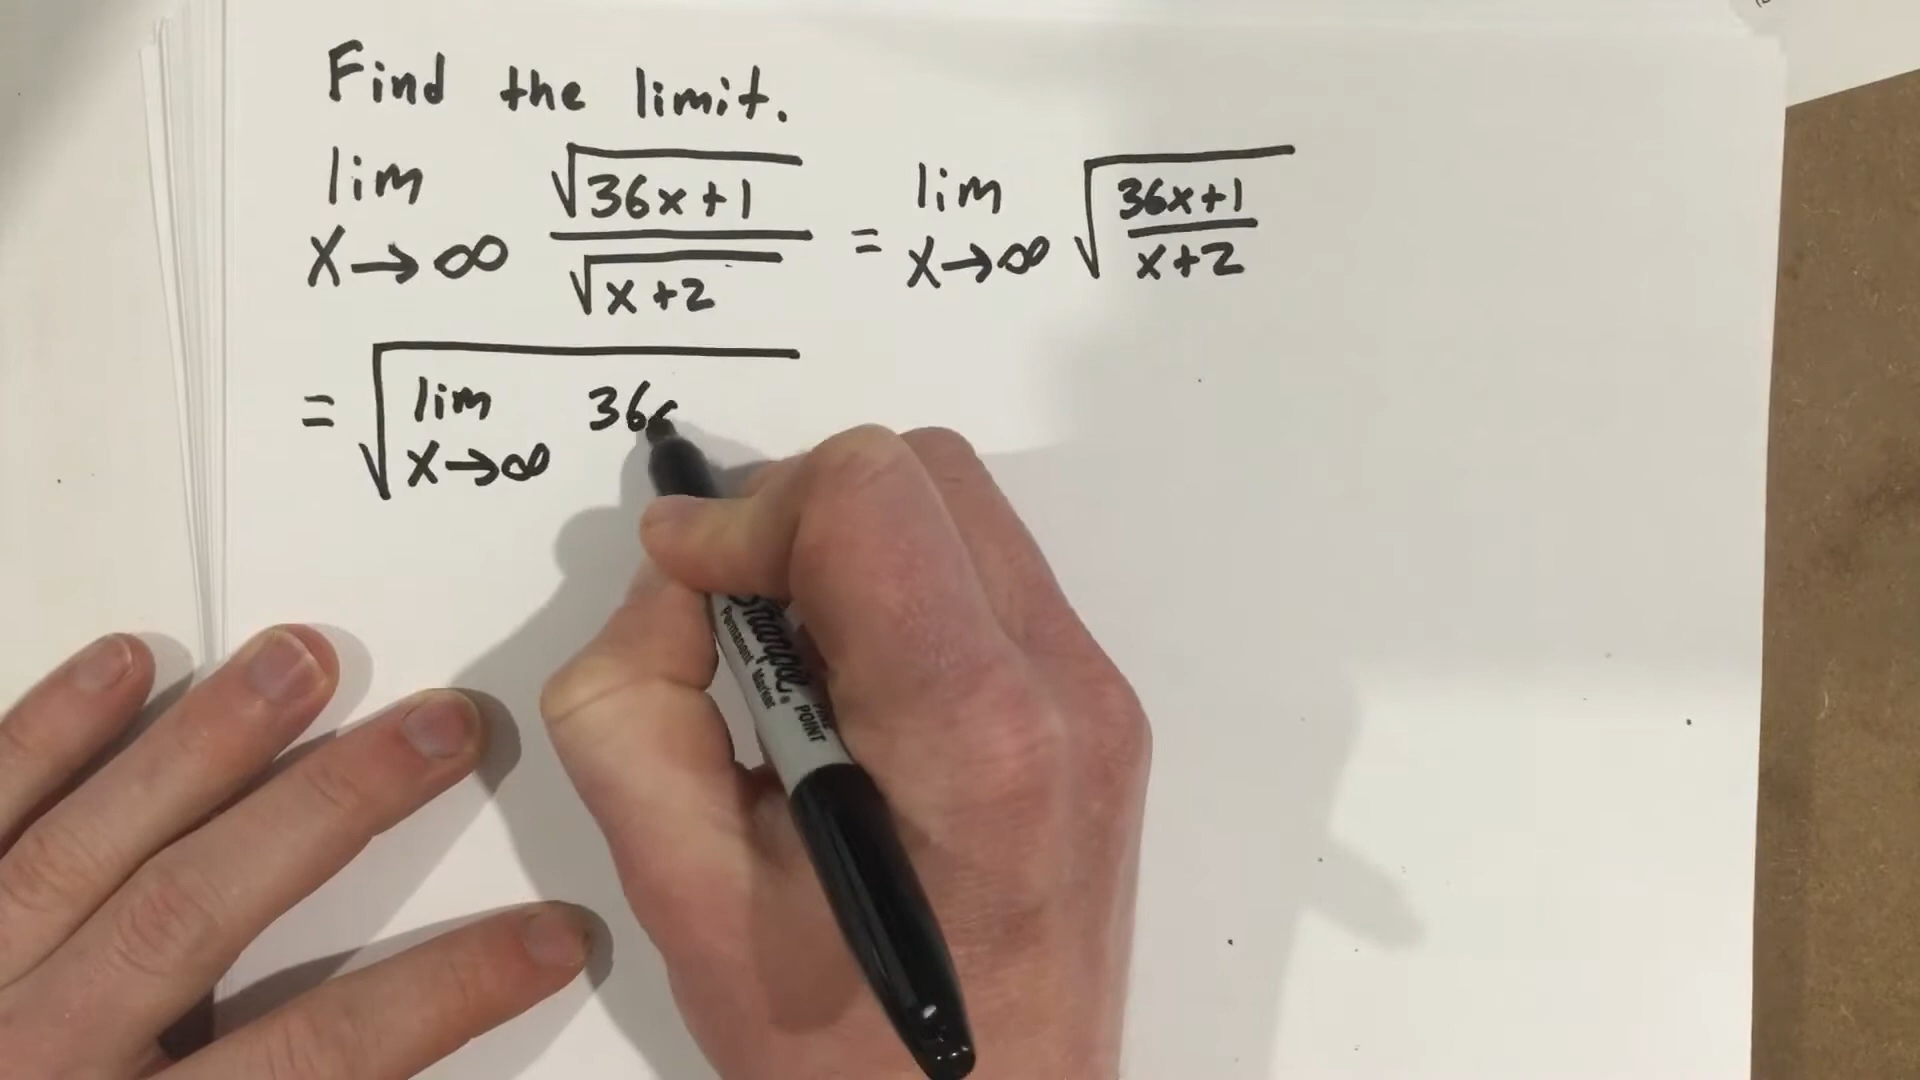 Find the limit.
lim x→∞ √(36x+1) / √(x+2) = lim x→∞ √((36x+1)/(x+2))
= √(lim x→∞ 36
Sharpie®
Permanent Marker
FINE POINT